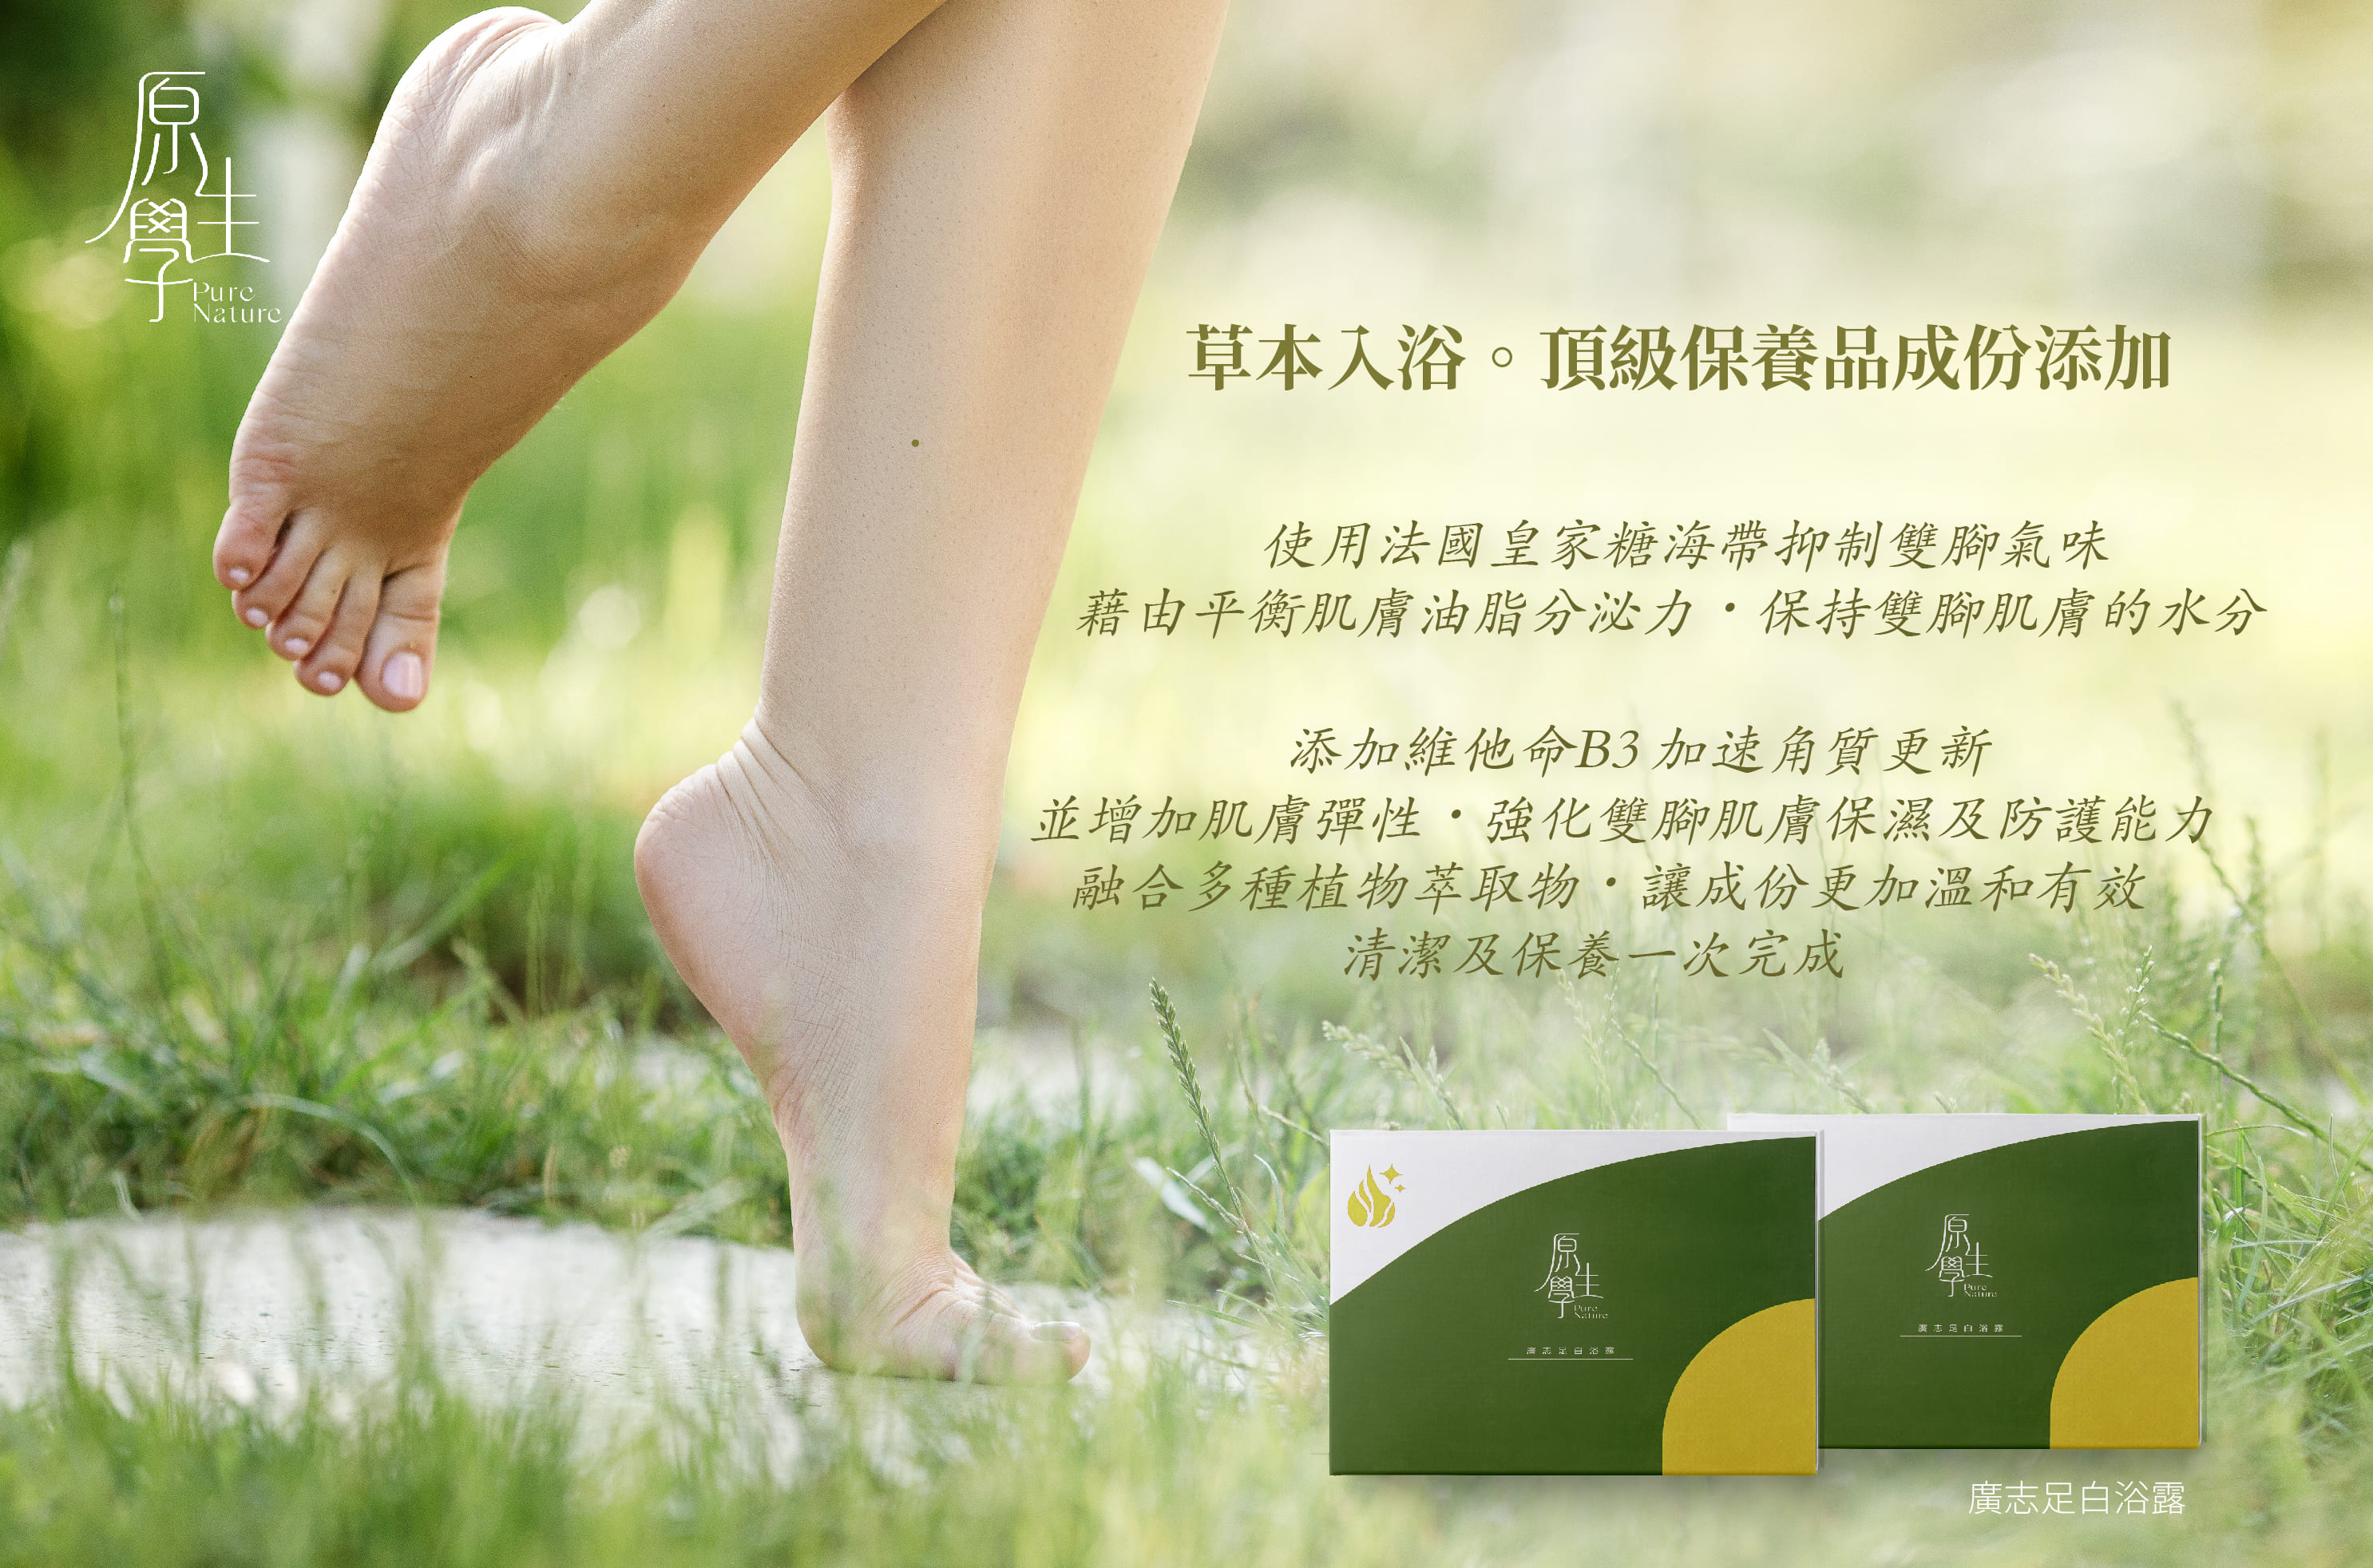 原生學
Pure
Nature
草本入浴。頂級保養品成份添加
使用法國皇家糖海帶抑制雙腳氣味
藉由平衡肌膚油脂分泌力・保持雙腳肌膚的水分
添加維他命B3加速角質更新
並增加肌膚彈性・強化雙腳肌膚保濕及防護能力
融合多種植物萃取物・讓成份更加溫和有效
清潔及保養一次完成
原生學
Pure
Nature
廣志足白浴露
原生學
Pure
Nature
廣志足白浴露
廣志足白浴露